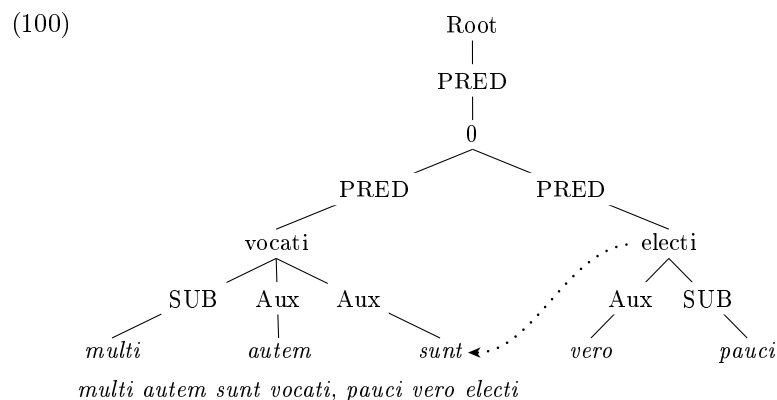 (100)
Root
PRED
0
PRED PRED
vocati electi
SUB Aux Aux Aux SUB
multi autem sunt vero pauci
multi autem sunt vocati, pauci vero electi